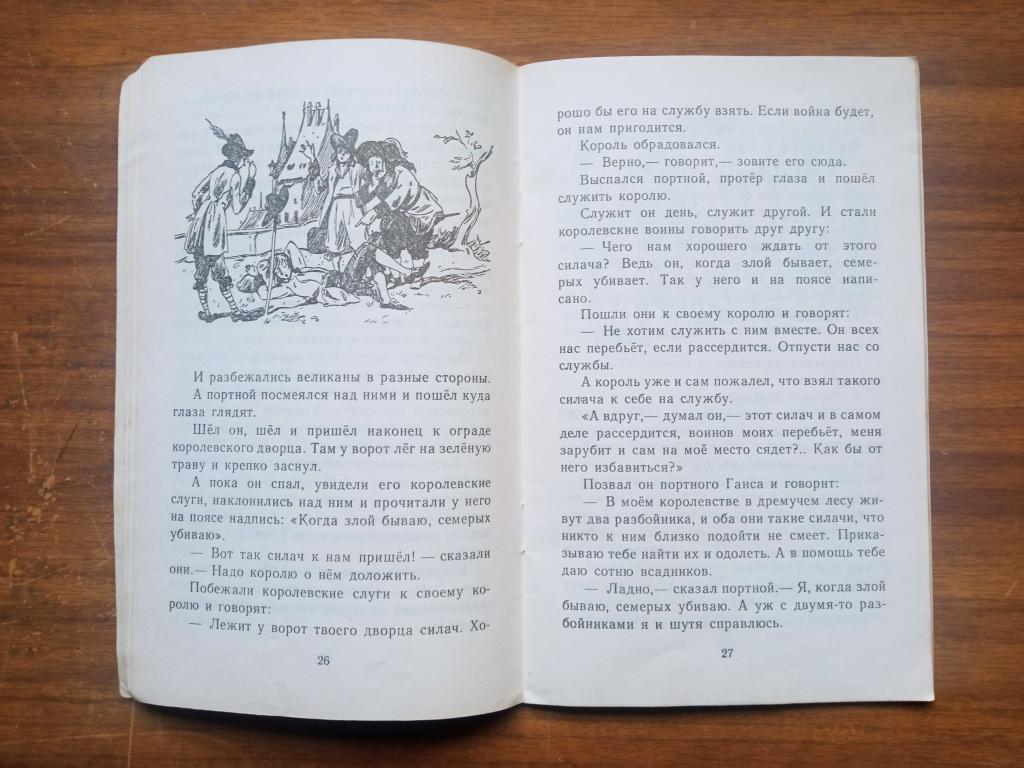 И разбежались великаны в разные стороны.
А портной посмеялся над ними и пошёл куда
глаза глядят.
Шёл он, шёл и пришёл наконец к ограде
королевского дворца. Там у ворот лёг на зелёную
траву и крепко заснул.
А пока он спал, увидели его королевские
слуги, наклонились над ним и прочитали у него
на поясе надпись: «Когда злой бываю, семерых
убиваю».
— Вот так силач к нам пришёл! — сказали
они.— Надо королю о нём доложить.
Побежали королевские слуги к своему ко-
ролю и говорят:
— Лежит у ворот твоего дворца силач. Хо-
26
рошо бы его на службу взять. Если война будет,
он нам пригодится.
Король обрадовался.
— Верно,— говорит,— зовите его сюда.
Выспался портной, протёр глаза и пошёл
служить королю.
Служит он день, служит другой. И стали
королевские воины говорить друг другу:
— Чего нам хорошего ждать от этого
силача? Ведь он, когда злой бывает, семе-
рых убивает. Так у него и на поясе напи-
сано.
Пошли они к своему королю и говорят:
— Не хотим служить с ним вместе. Он всех
нас перебьёт, если рассердится. Отпусти нас со
службы.
А король уже и сам пожалел, что взял такого
силача к себе на службу.
«А вдруг,— думал он,— этот силач и в самом
деле рассердится, воинов моих перебьёт, меня
зарубит и сам на моё место сядет?.. Как бы от
него избавиться?»
Позвал он портного Ганса и говорит:
— В моём королевстве в дремучем лесу жи-
вут два разбойника, и оба они такие силачи, что
никто к ним близко подойти не смеет. Прика-
зываю тебе найти их и одолеть. А в помощь тебе
даю сотню всадников.
— Ладно,— сказал портной.— Я, когда злой
бываю, семерых убиваю. А уж с двумя-то раз-
бойниками я и шутя справлюсь.
27